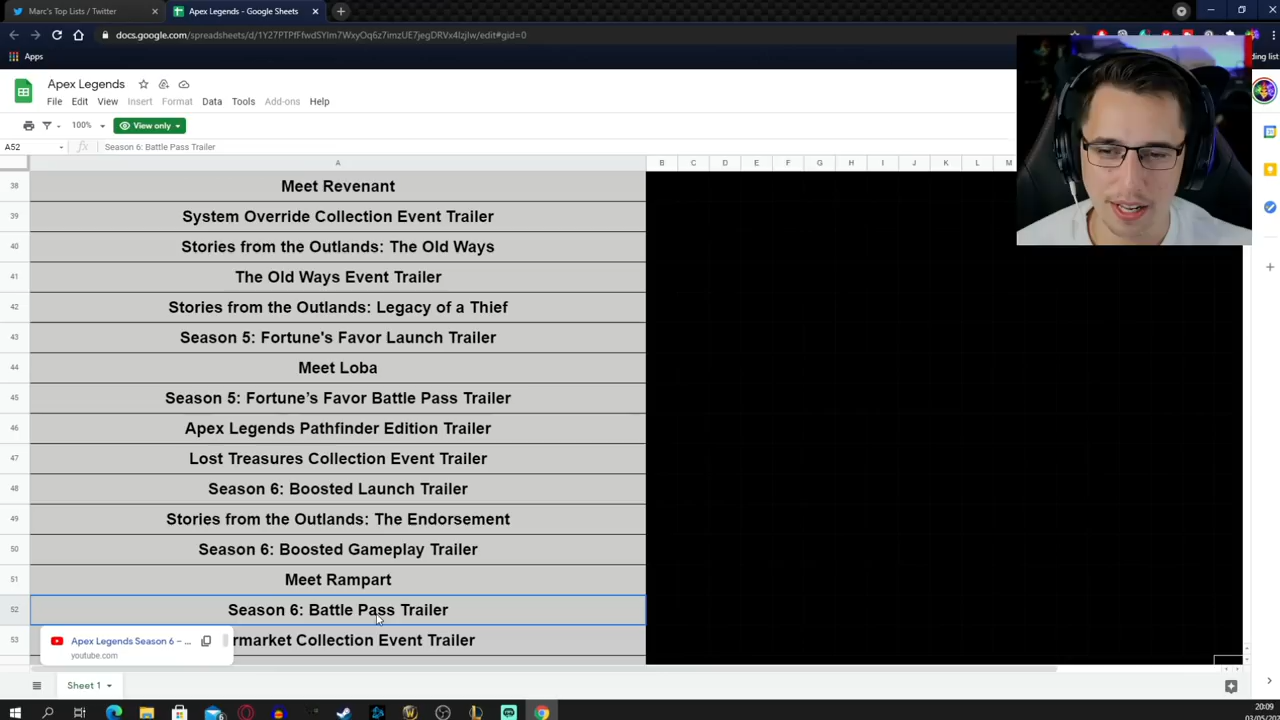 Marc's Top Lists / Twitter
Apex Legends - Google Sheets
docs.google.com/spreadsheets/d/1Y27PTPfFfwdSYIm7WxyOq6z7imzUE7jegDRVx4lzjlw/edit#gid=0
Apps
ding list
Apex Legends
File Edit View Insert Format Data Tools Add-ons Help
100% View only
A52 fx Season 6: Battle Pass Trailer
A B C D E F G H I J K L M
38 Meet Revenant
39 System Override Collection Event Trailer
40 Stories from the Outlands: The Old Ways
41 The Old Ways Event Trailer
42 Stories from the Outlands: Legacy of a Thief
43 Season 5: Fortune's Favor Launch Trailer
44 Meet Loba
45 Season 5: Fortune’s Favor Battle Pass Trailer
46 Apex Legends Pathfinder Edition Trailer
47 Lost Treasures Collection Event Trailer
48 Season 6: Boosted Launch Trailer
49 Stories from the Outlands: The Endorsement
50 Season 6: Boosted Gameplay Trailer
51 Meet Rampart
52 Season 6: Battle Pass Trailer
53 rmarket Collection Event Trailer
Apex Legends Season 6 – ...
youtube.com
Sheet 1
20:09
03/05/202